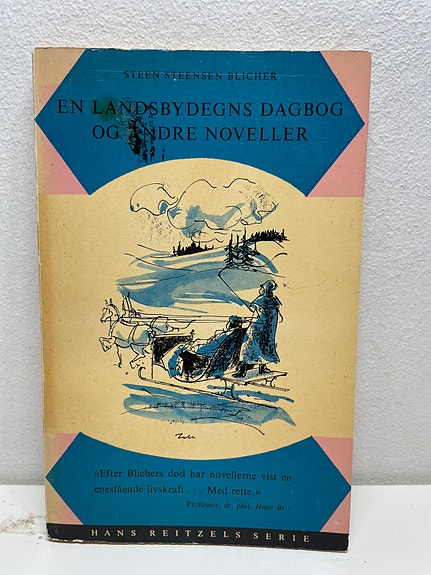 STEEN STEENSEN BLICHER
EN LANDSBYDEGNS DAGBOG
OG ANDRE NOVELLER
»Efter Blichers død har novellerne vist en
enestående livskraft . . . Med rette.«
Professor, dr. phil. Hans Brix
HANS REITZELS SERIE